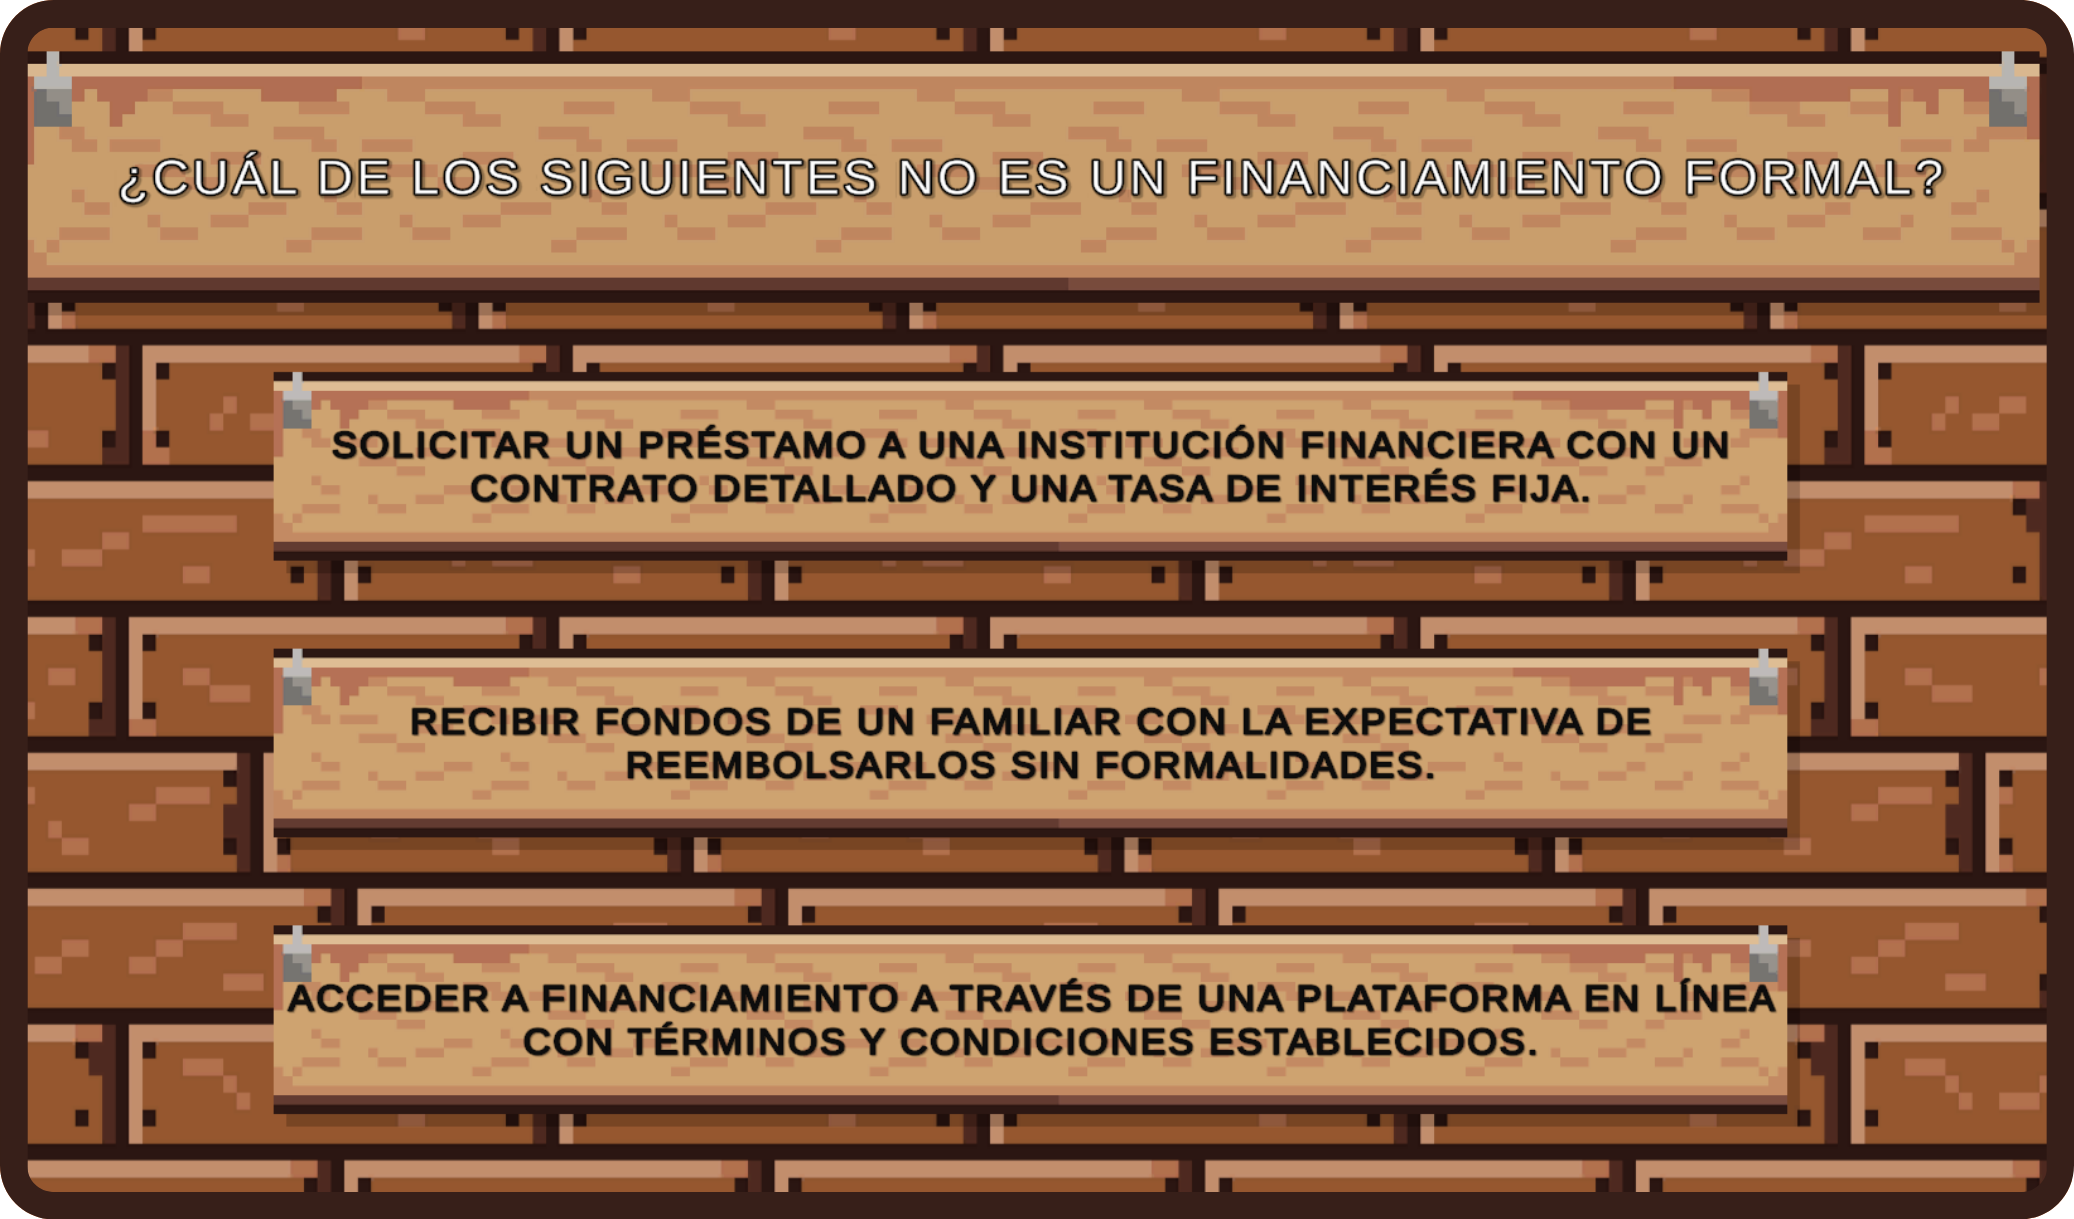 ¿CUÁL DE LOS SIGUIENTES NO ES UN FINANCIAMIENTO FORMAL?
SOLICITAR UN PRÉSTAMO A UNA INSTITUCIÓN FINANCIERA CON UN
CONTRATO DETALLADO Y UNA TASA DE INTERÉS FIJA.
RECIBIR FONDOS DE UN FAMILIAR CON LA EXPECTATIVA DE
REEMBOLSARLOS SIN FORMALIDADES.
ACCEDER A FINANCIAMIENTO A TRAVÉS DE UNA PLATAFORMA EN LÍNEA
CON TÉRMINOS Y CONDICIONES ESTABLECIDOS.